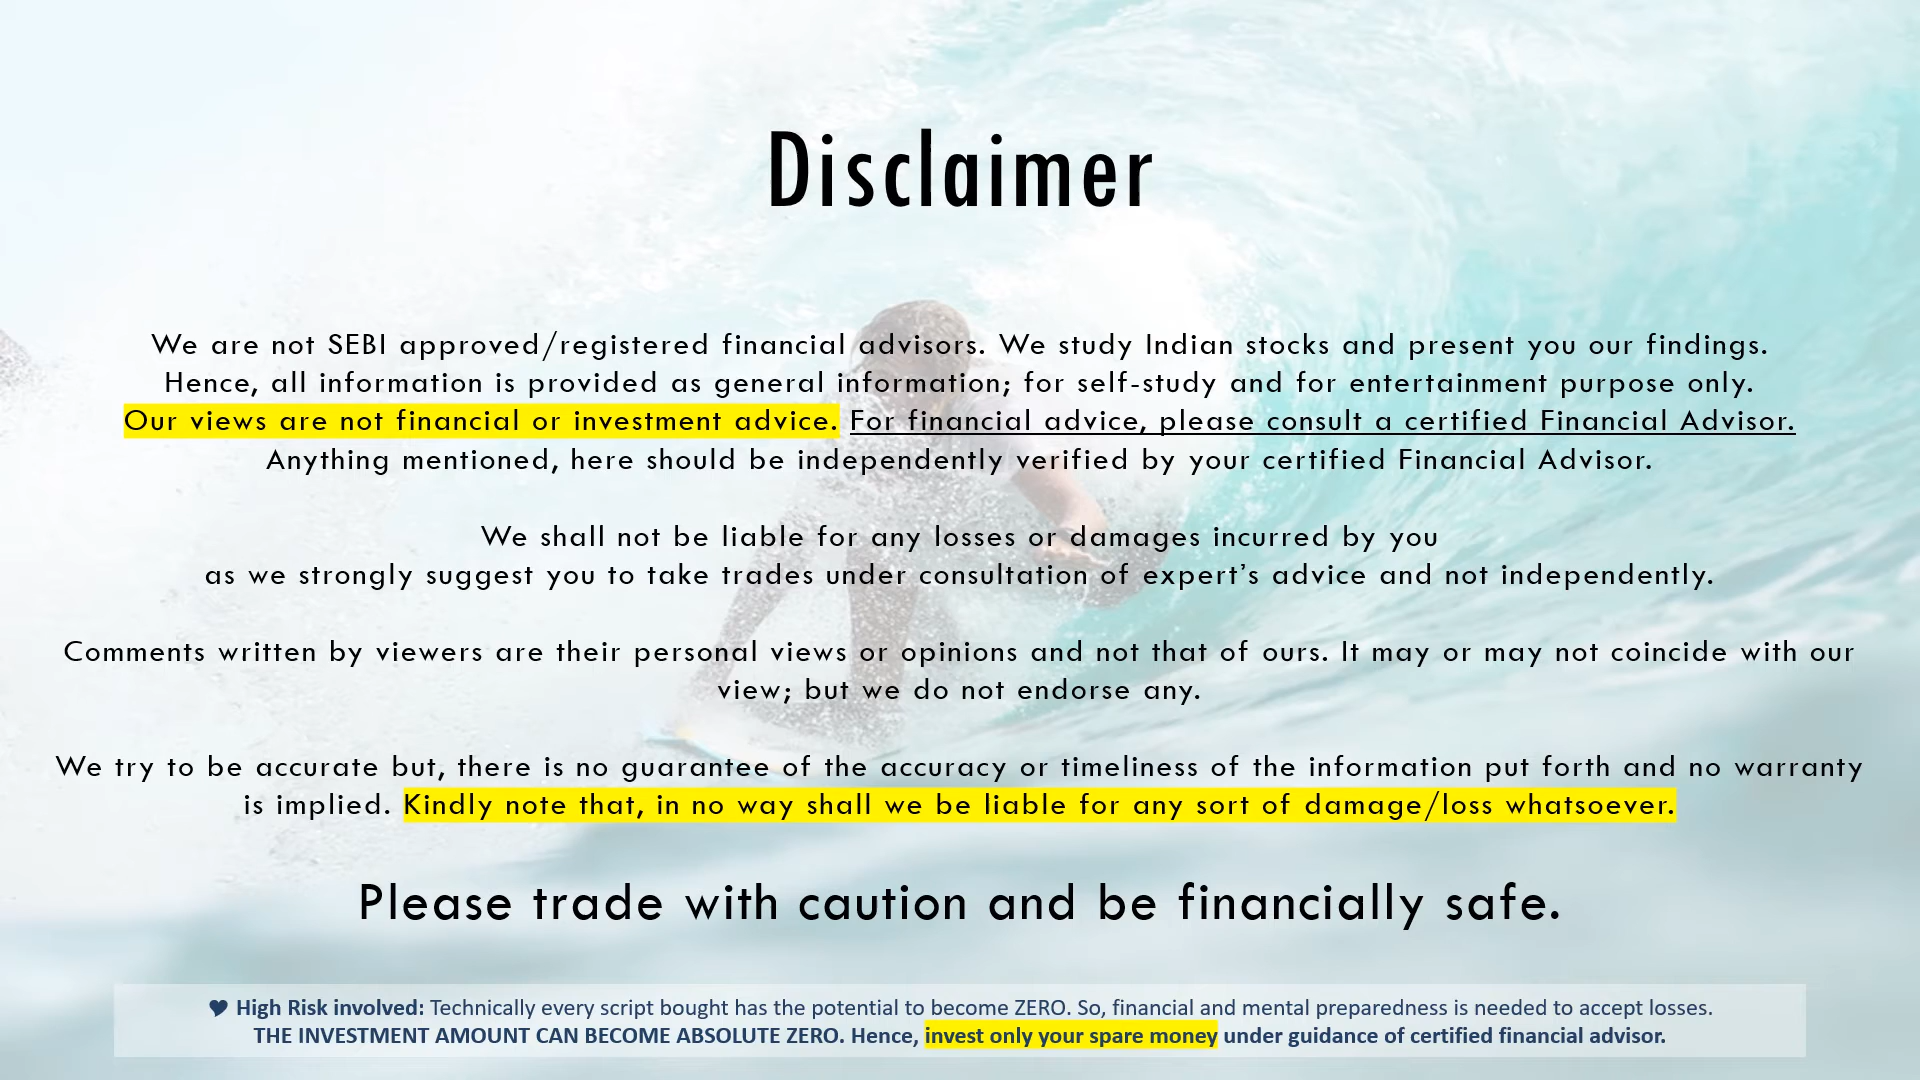 Disclaimer
We are not SEBI approved/registered financial advisors. We study Indian stocks and present you our findings.
Hence, all information is provided as general information; for self-study and for entertainment purpose only.
Our views are not financial or investment advice. For financial advice, please consult a certified Financial Advisor.
Anything mentioned, here should be independently verified by your certified Financial Advisor.
We shall not be liable for any losses or damages incurred by you
as we strongly suggest you to take trades under consultation of expert’s advice and not independently.
Comments written by viewers are their personal views or opinions and not that of ours. It may or may not coincide with our
view; but we do not endorse any.
We try to be accurate but, there is no guarantee of the accuracy or timeliness of the information put forth and no warranty
is implied. Kindly note that, in no way shall we be liable for any sort of damage/loss whatsoever.
Please trade with caution and be financially safe.
♥ High Risk involved: Technically every script bought has the potential to become ZERO. So, financial and mental preparedness is needed to accept losses.
THE INVESTMENT AMOUNT CAN BECOME ABSOLUTE ZERO. Hence, invest only your spare money under guidance of certified financial advisor.